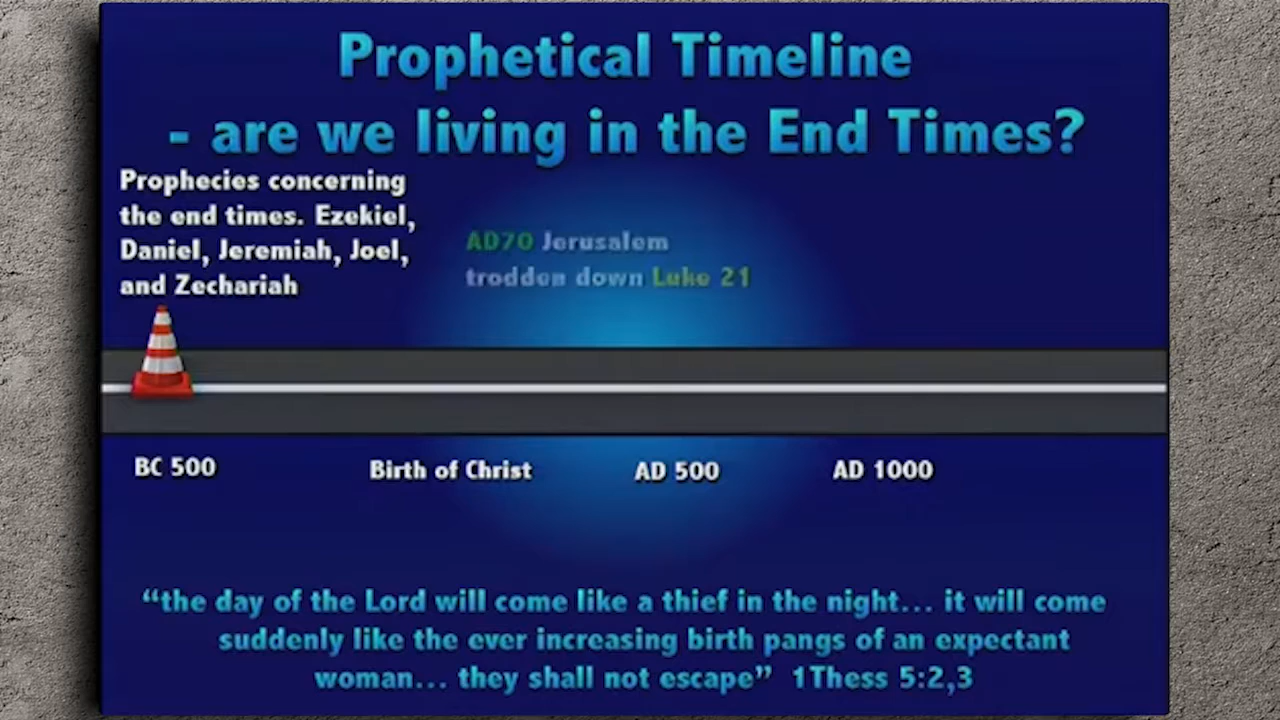 Prophetical Timeline
- are we living in the End Times?
Prophecies concerning
the end times. Ezekiel,
Daniel, Jeremiah, Joel,
and Zechariah
AD70 Jerusalem
trodden down Luke 21
BC 500
Birth of Christ
AD 500
AD 1000
“the day of the Lord will come like a thief in the night... it will come
suddenly like the ever increasing birth pangs of an expectant
woman... they shall not escape” 1Thess 5:2,3